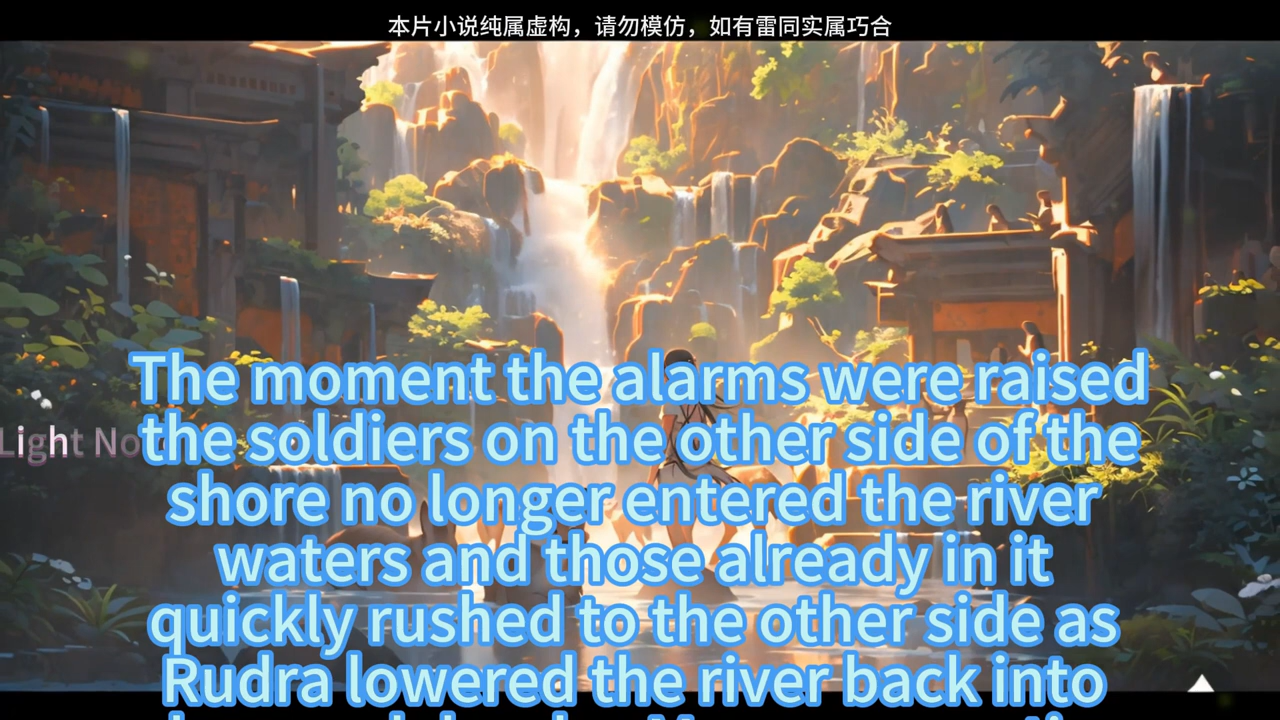 本片小说纯属虚构，请勿模仿，如有雷同实属巧合
The moment the alarms were raised
the soldiers on the other side of the
Light No
shore no longer entered the river
waters and those already in it
quickly rushed to the other side as
Rudra lowered the river back into